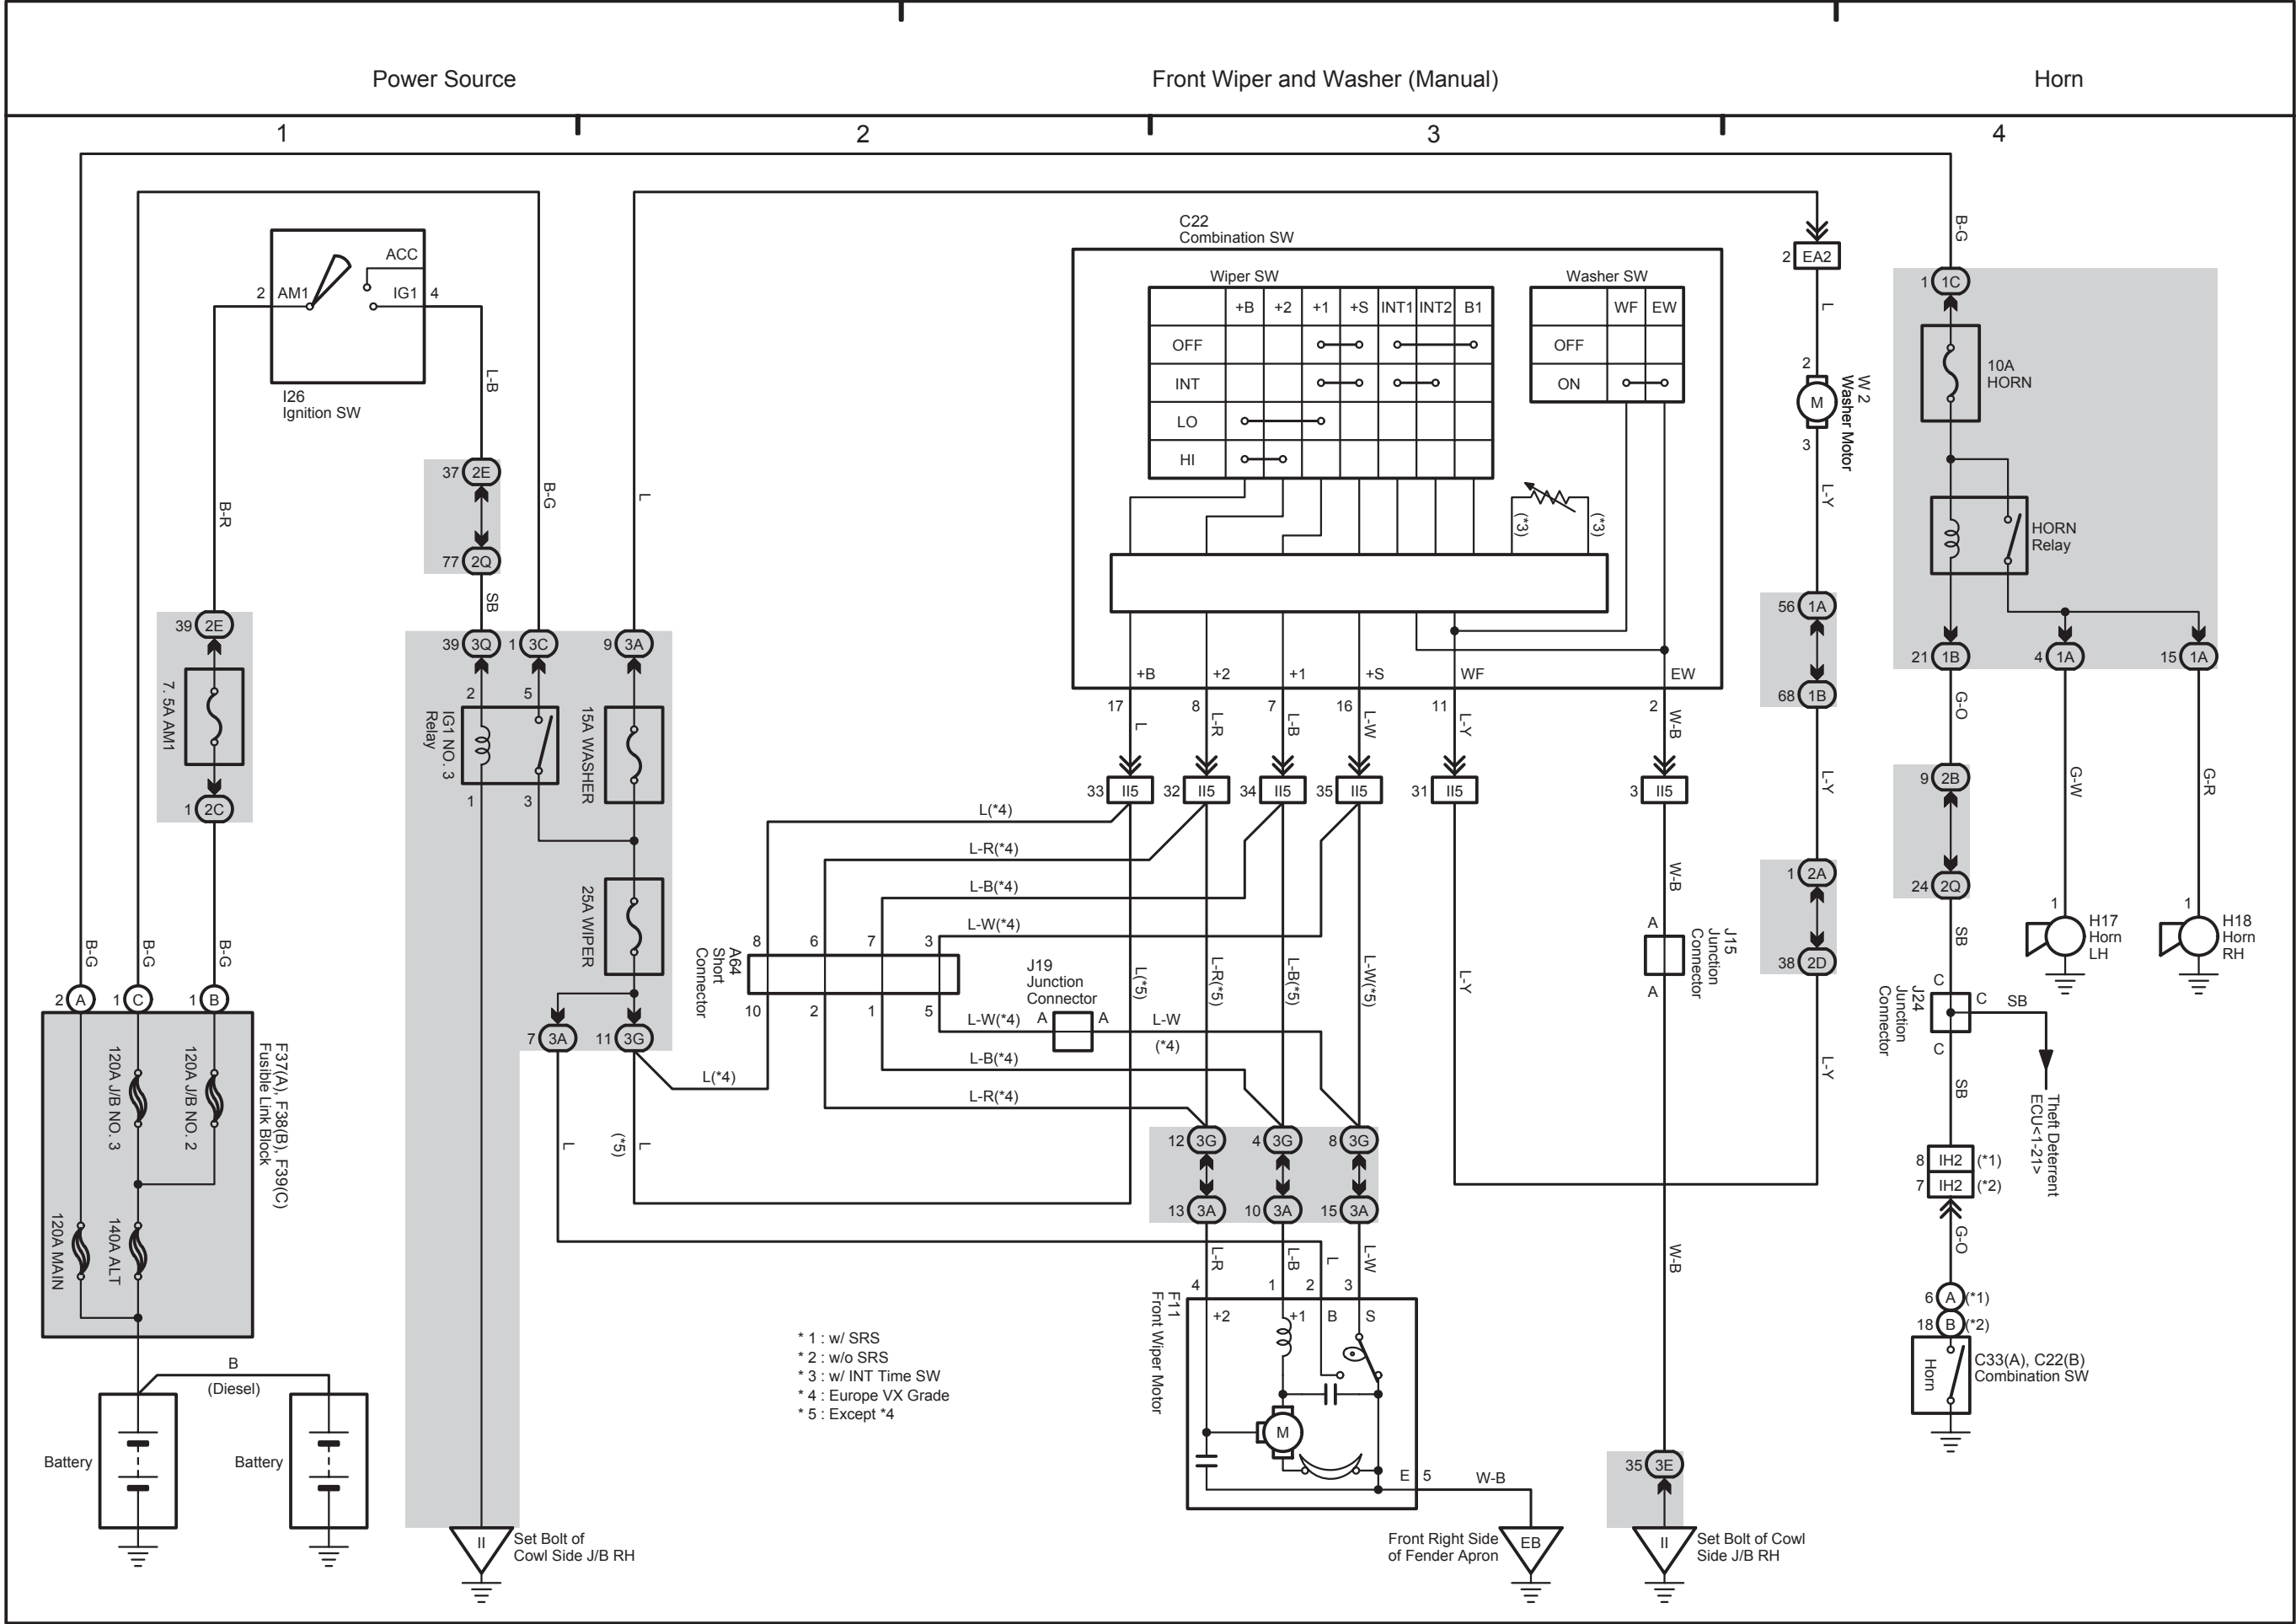 Power Source
Front Wiper and Washer (Manual)
Horn
1
2
3
4
ACC
2
AM1
IG1
4
I26
Ignition SW
B-R
L-B
B-G
L
37
2E
77
2Q
SB
39
2E
7. 5A AM1
1
2C
B-G
B-G
B-G
2
A
1
C
1
B
120A J/B NO. 3
120A J/B NO. 2
120A MAIN
140A ALT
F37(A), F38(B), F39(C)
Fusible Link Block
B
(Diesel)
Battery
Battery
39
3Q
1
3C
9
3A
2
5
IG1 NO. 3
Relay
15A WASHER
1
3
25A WIPER
7
3A
11
3G
L
L
(*5)
II
Set Bolt of
Cowl Side J/B RH
C22
Combination SW
Wiper SW
+B
+2
+1
+S
INT1
INT2
B1
OFF
INT
LO
HI
Washer SW
WF
EW
OFF
ON
(*3)
(*3)
+B
+2
+1
+S
WF
EW
17
8
7
16
11
2
L
L-R
L-B
L-W
L-Y
W-B
33
II5
32
II5
34
II5
35
II5
31
II5
3
II5
L(*4)
L-R(*4)
L-B(*4)
L-W(*4)
8
6
7
3
A64
Short
Connector
10
2
1
5
J19
Junction
Connector
L-W(*4)
A
A
L-W
(*4)
L-B(*4)
L-R(*4)
L(*4)
L(*5)
L-R(*5)
L-B(*5)
L-W(*5)
L-Y
W-B
A
J15
Junction
Connector
A
W-B
12
3G
4
3G
8
3G
13
3A
10
3A
15
3A
L-R
L-B
L
L-W
4
1
2
3
F11
Front Wiper Motor
+2
+1
B
S
M
E
5
W-B
* 1 : w/ SRS
* 2 : w/o SRS
* 3 : w/ INT Time SW
* 4 : Europe VX Grade
* 5 : Except *4
Front Right Side
of Fender Apron
EB
35
3E
II
Set Bolt of Cowl
Side J/B RH
2
EA2
L
2
M
W 2
Washer Motor
3
L-Y
56
1A
68
1B
L-Y
1
2A
38
2D
L-Y
B-G
1
1C
10A
HORN
HORN
Relay
21
1B
4
1A
15
1A
G-O
G-W
G-R
9
2B
24
2Q
SB
1
H17
Horn
LH
1
H18
Horn
RH
C
C
SB
J24
Junction
Connector
C
SB
Theft Deterrent
ECU<1-21>
8
IH2
(*1)
7
IH2
(*2)
G-O
6
A
(*1)
18
B
(*2)
Horn
C33(A), C22(B)
Combination SW